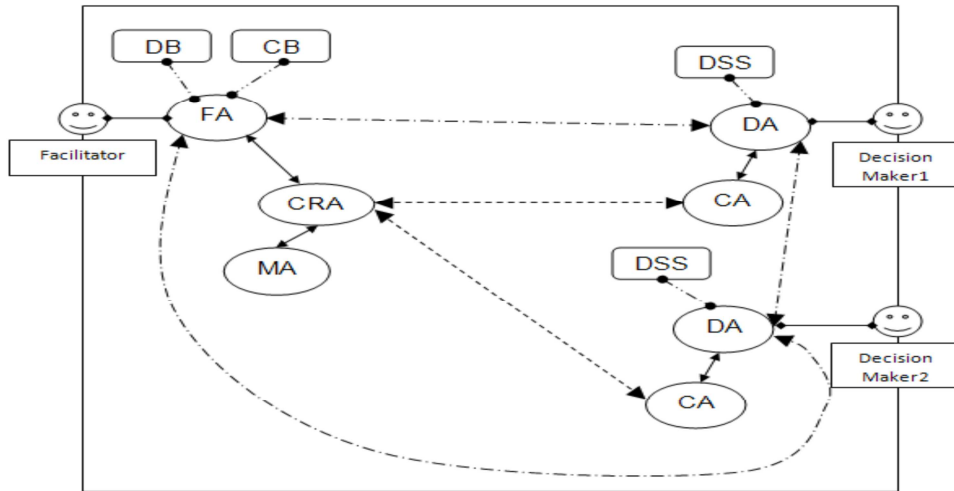 DB
CB
DSS
FA
DA
Facilitator
Decision
Maker1
CRA
CA
MA
DSS
DA
Decision
Maker2
CA